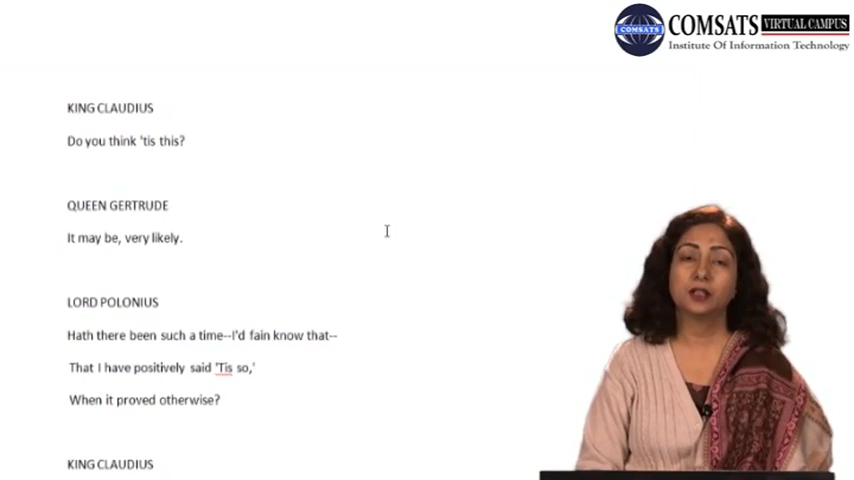 COMSATS VIRTUAL CAMPUS
COMSATS
Institute Of Information Technology
KING CLAUDIUS
Do you think 'tis this?
QUEEN GERTRUDE
It may be, very likely.
LORD POLONIUS
Hath there been such a time--I'd fain know that--
That I have positively said 'Tis so,'
When it proved otherwise?
KING CLAUDIUS